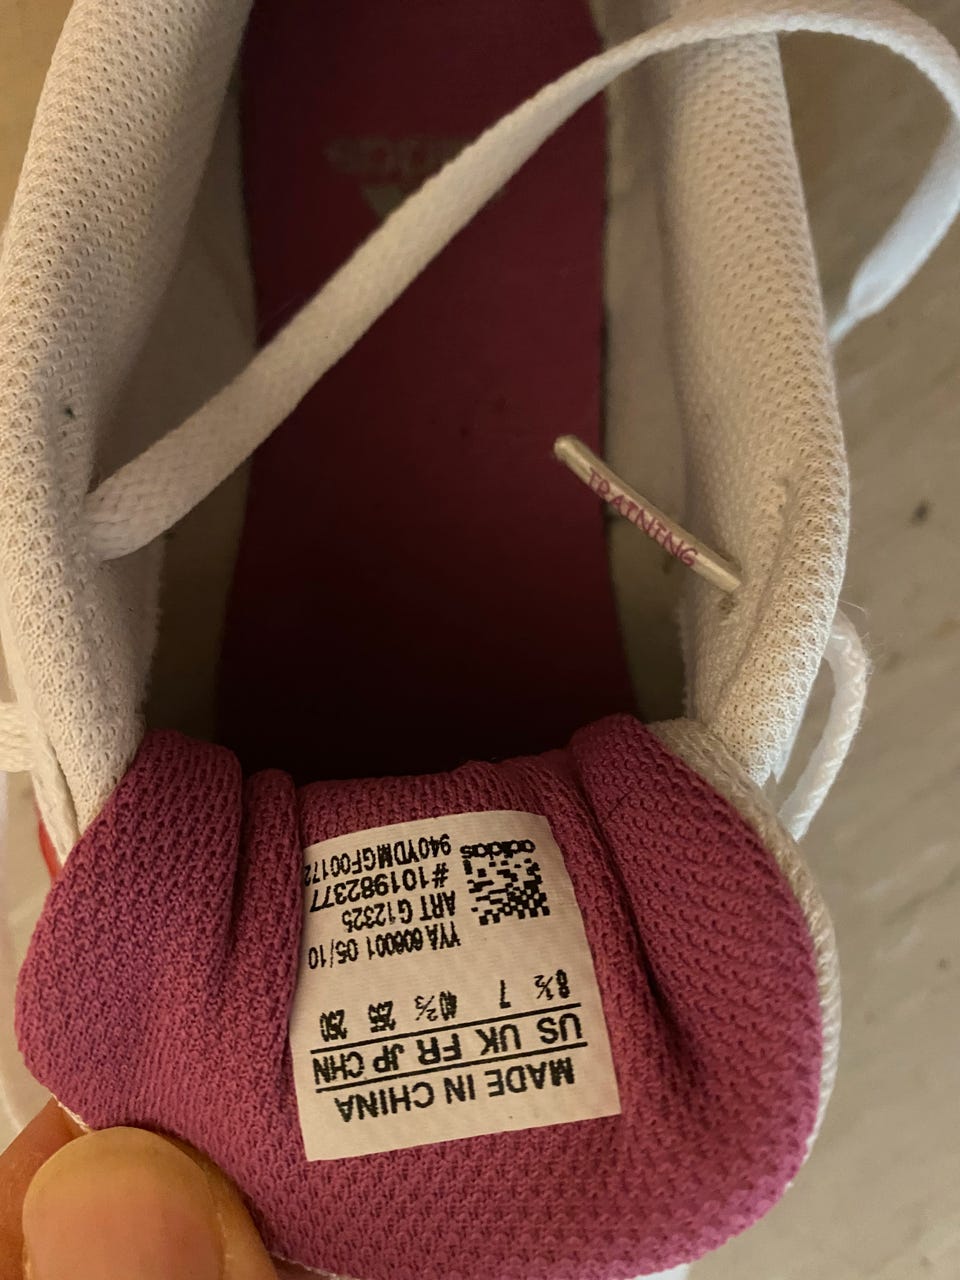 adidas
TRAINING
MADE IN CHINA
US UK FR JP CHN
8½ 7 40⅔ 255 250
YYA 606001 05/10
ART G12325
#101982377
940YDMGF00172
adidas